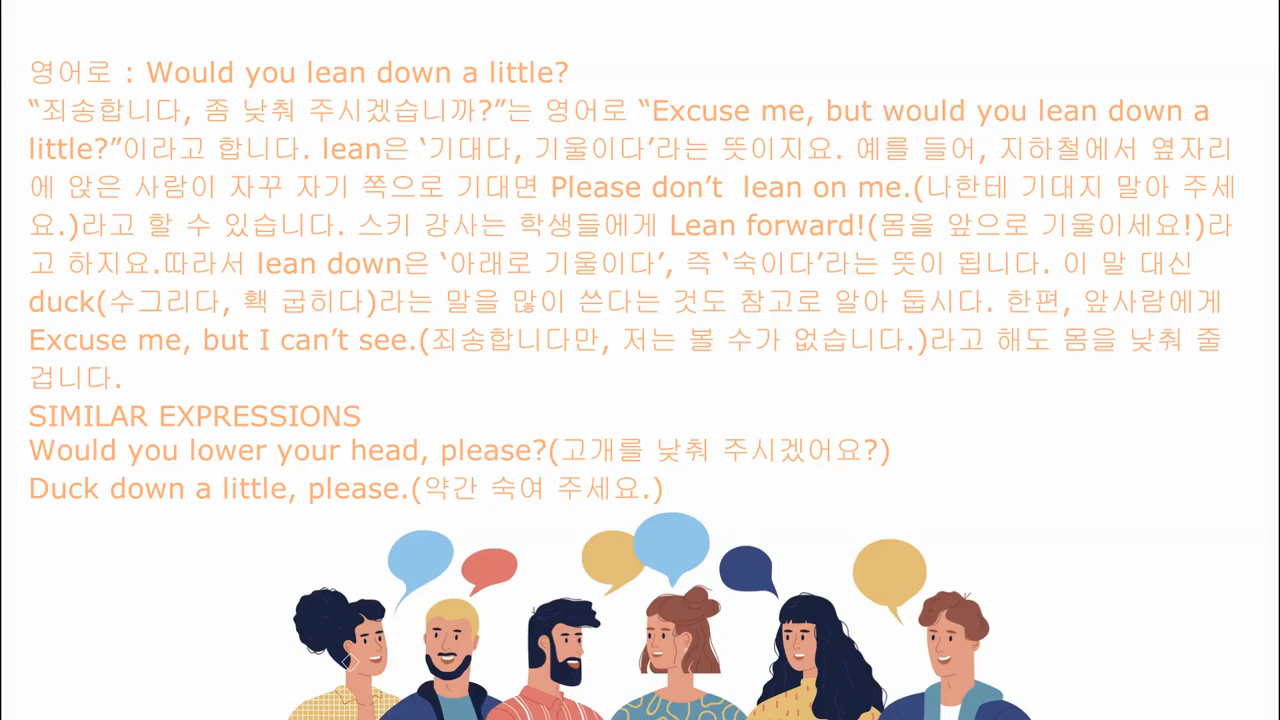 영어로 : Would you lean down a little?
“죄송합니다, 좀 낮춰 주시겠습니까?”는 영어로 “Excuse me, but would you lean down a
little?”이라고 합니다. lean은 ‘기대다, 기울이다’라는 뜻이지요. 예를 들어, 지하철에서 옆자리
에 앉은 사람이 자꾸 자기 쪽으로 기대면 Please don’t  lean on me.(나한테 기대지 말아 주세
요.)라고 할 수 있습니다. 스키 강사는 학생들에게 Lean forward!(몸을 앞으로 기울이세요!)라
고 하지요.따라서 lean down은 ‘아래로 기울이다’, 즉 ‘숙이다’라는 뜻이 됩니다. 이 말 대신
duck(수그리다, 홱 굽히다)라는 말을 많이 쓴다는 것도 참고로 알아 둡시다. 한편, 앞사람에게
Excuse me, but I can’t see.(죄송합니다만, 저는 볼 수가 없습니다.)라고 해도 몸을 낮춰 줄
겁니다.
SIMILAR EXPRESSIONS
Would you lower your head, please?(고개를 낮춰 주시겠어요?)
Duck down a little, please.(약간 숙여 주세요.)